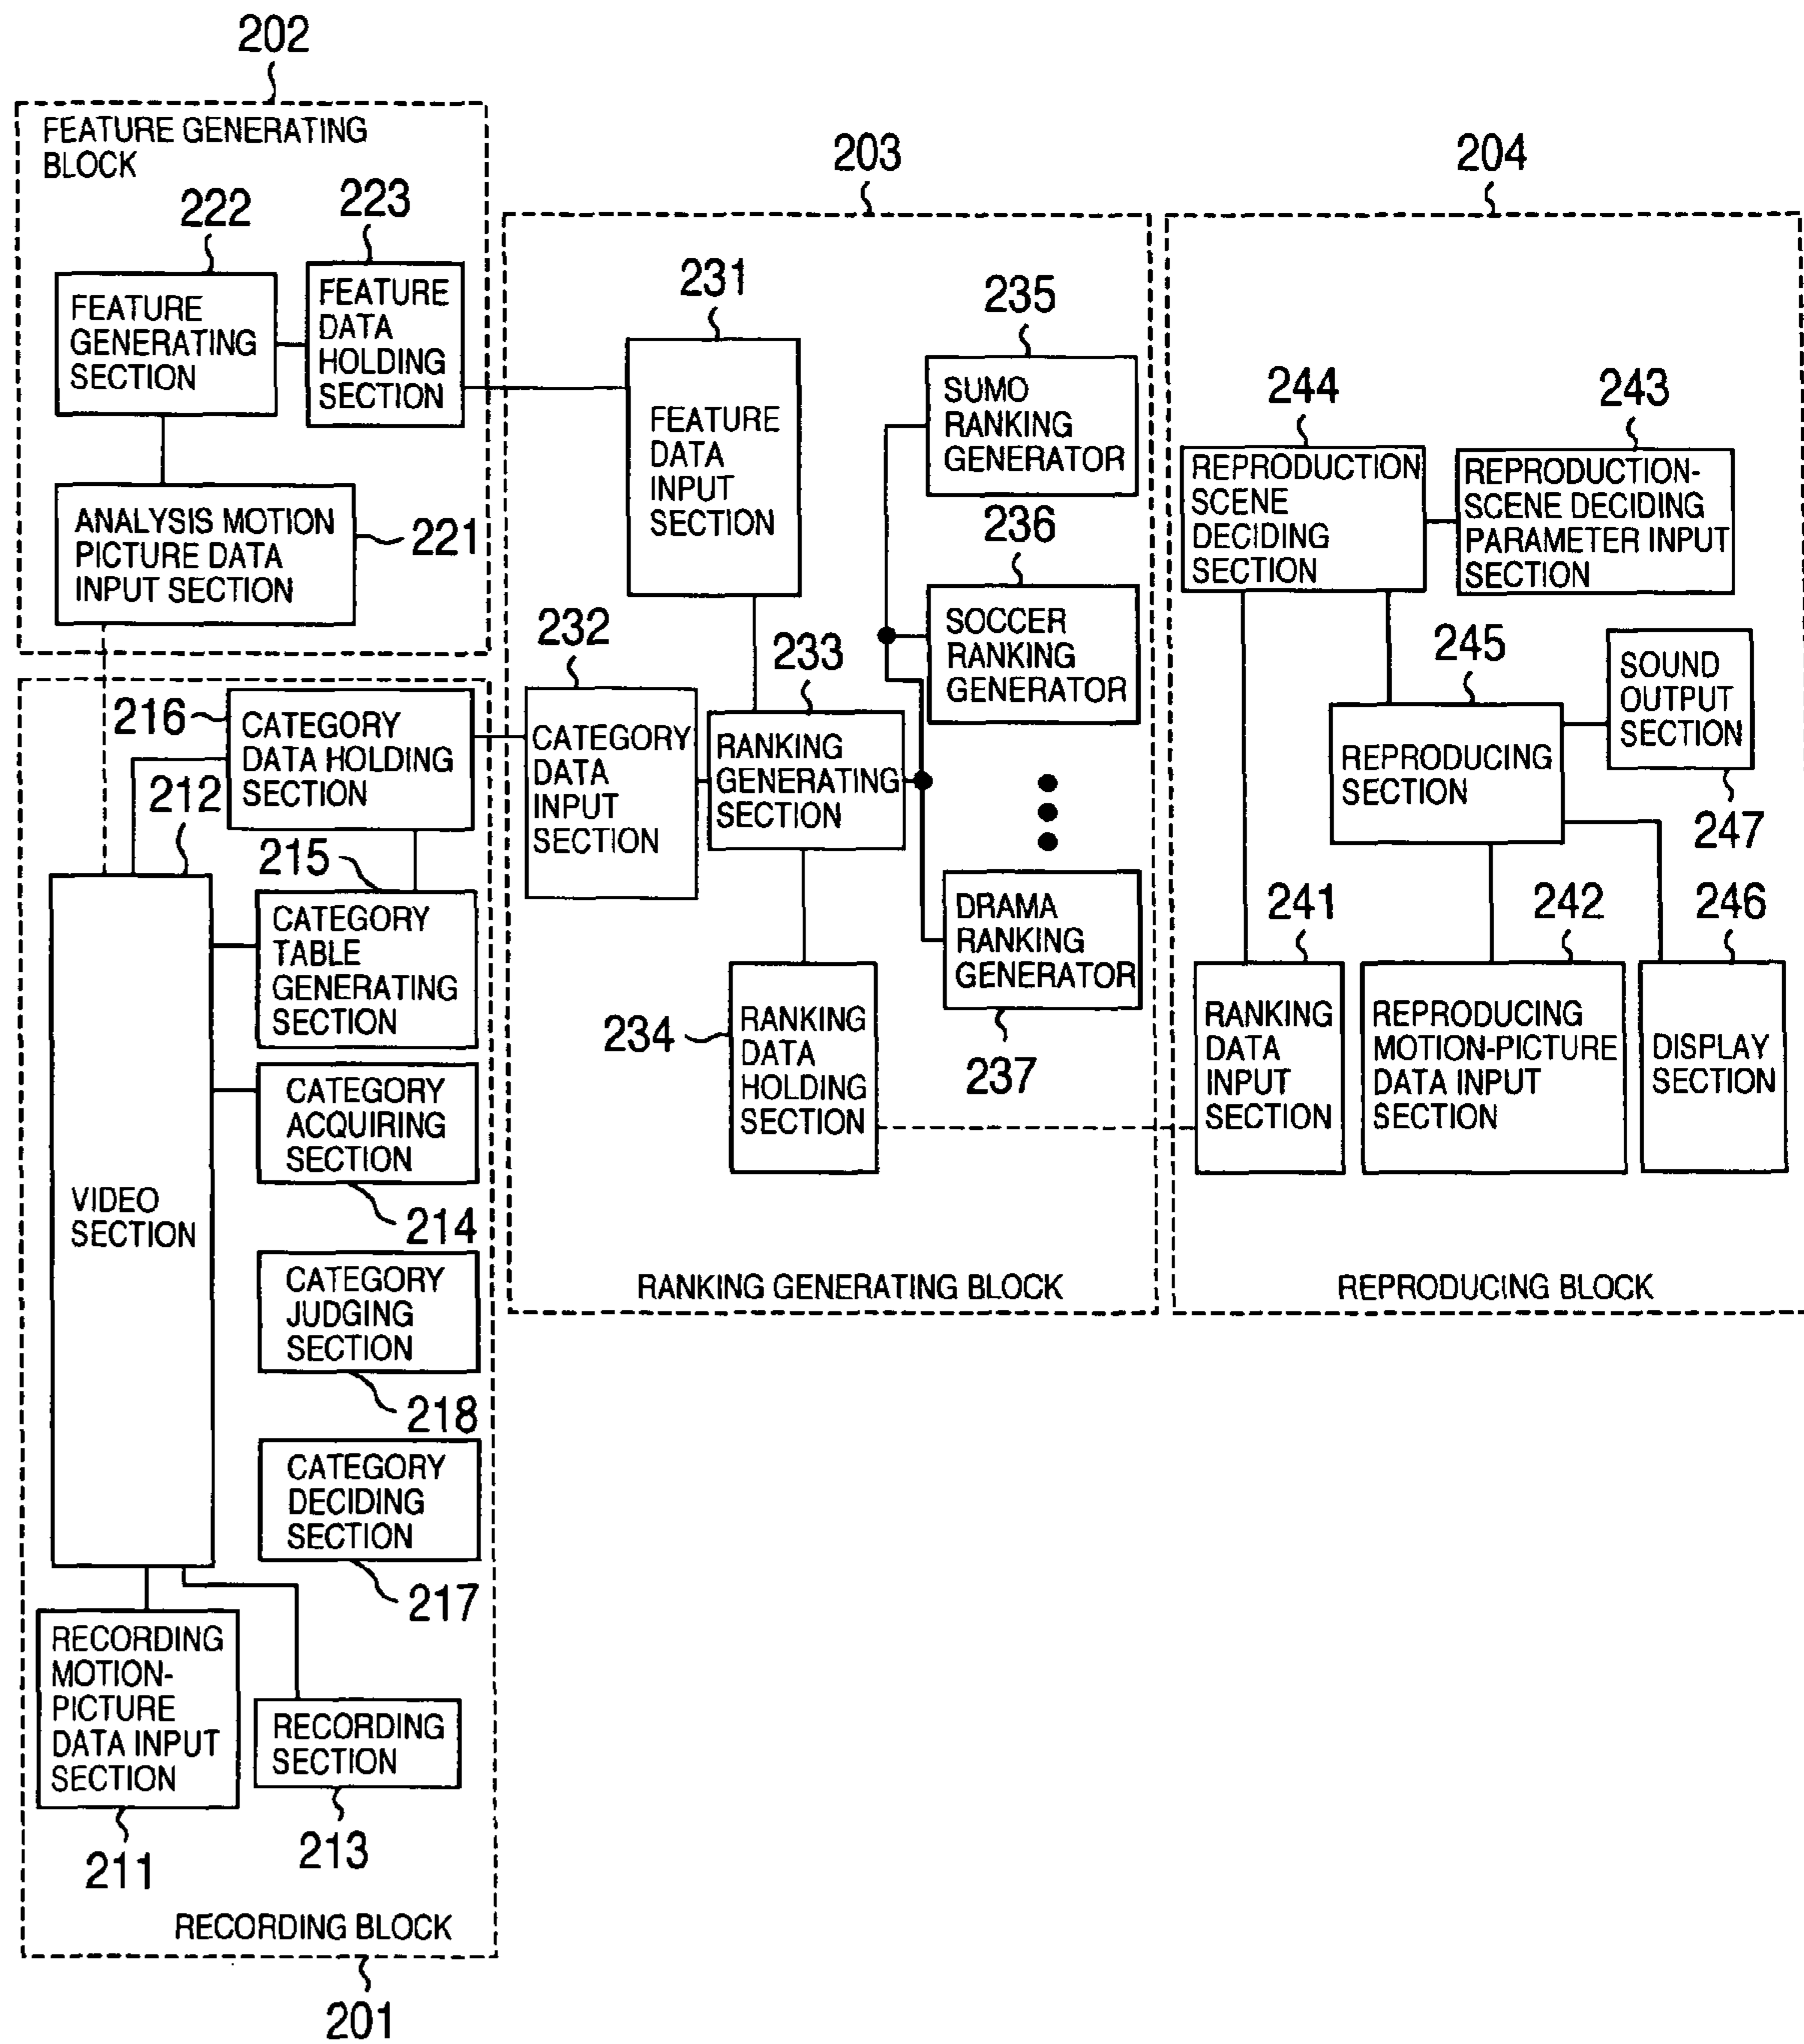 202
FEATURE GENERATING
BLOCK
222
223
FEATURE
GENERATING
SECTION
FEATURE
DATA
HOLDING
SECTION
ANALYSIS MOTION
PICTURE DATA
INPUT SECTION
221
216
CATEGORY
DATA HOLDING
SECTION
212
215
CATEGORY
TABLE
GENERATING
SECTION
CATEGORY
ACQUIRING
SECTION
214
VIDEO
SECTION
CATEGORY
JUDGING
SECTION
218
CATEGORY
DECIDING
SECTION
217
RECORDING
MOTION-
PICTURE
DATA INPUT
SECTION
211
RECORDING
SECTION
213
RECORDING BLOCK
201
203
231
FEATURE
DATA
INPUT
SECTION
232
CATEGORY
DATA
INPUT
SECTION
233
RANKING
GENERATING
SECTION
235
SUMO
RANKING
GENERATOR
236
SOCCER
RANKING
GENERATOR
DRAMA
RANKING
GENERATOR
237
234
RANKING
DATA
HOLDING
SECTION
RANKING GENERATING BLOCK
204
244
REPRODUCTION
SCENE
DECIDING
SECTION
243
REPRODUCTION-
SCENE DECIDING
PARAMETER INPUT
SECTION
245
REPRODUCING
SECTION
SOUND
OUTPUT
SECTION
247
241
RANKING
DATA
INPUT
SECTION
242
REPRODUCING
MOTION-PICTURE
DATA INPUT
SECTION
246
DISPLAY
SECTION
REPRODUCING BLOCK